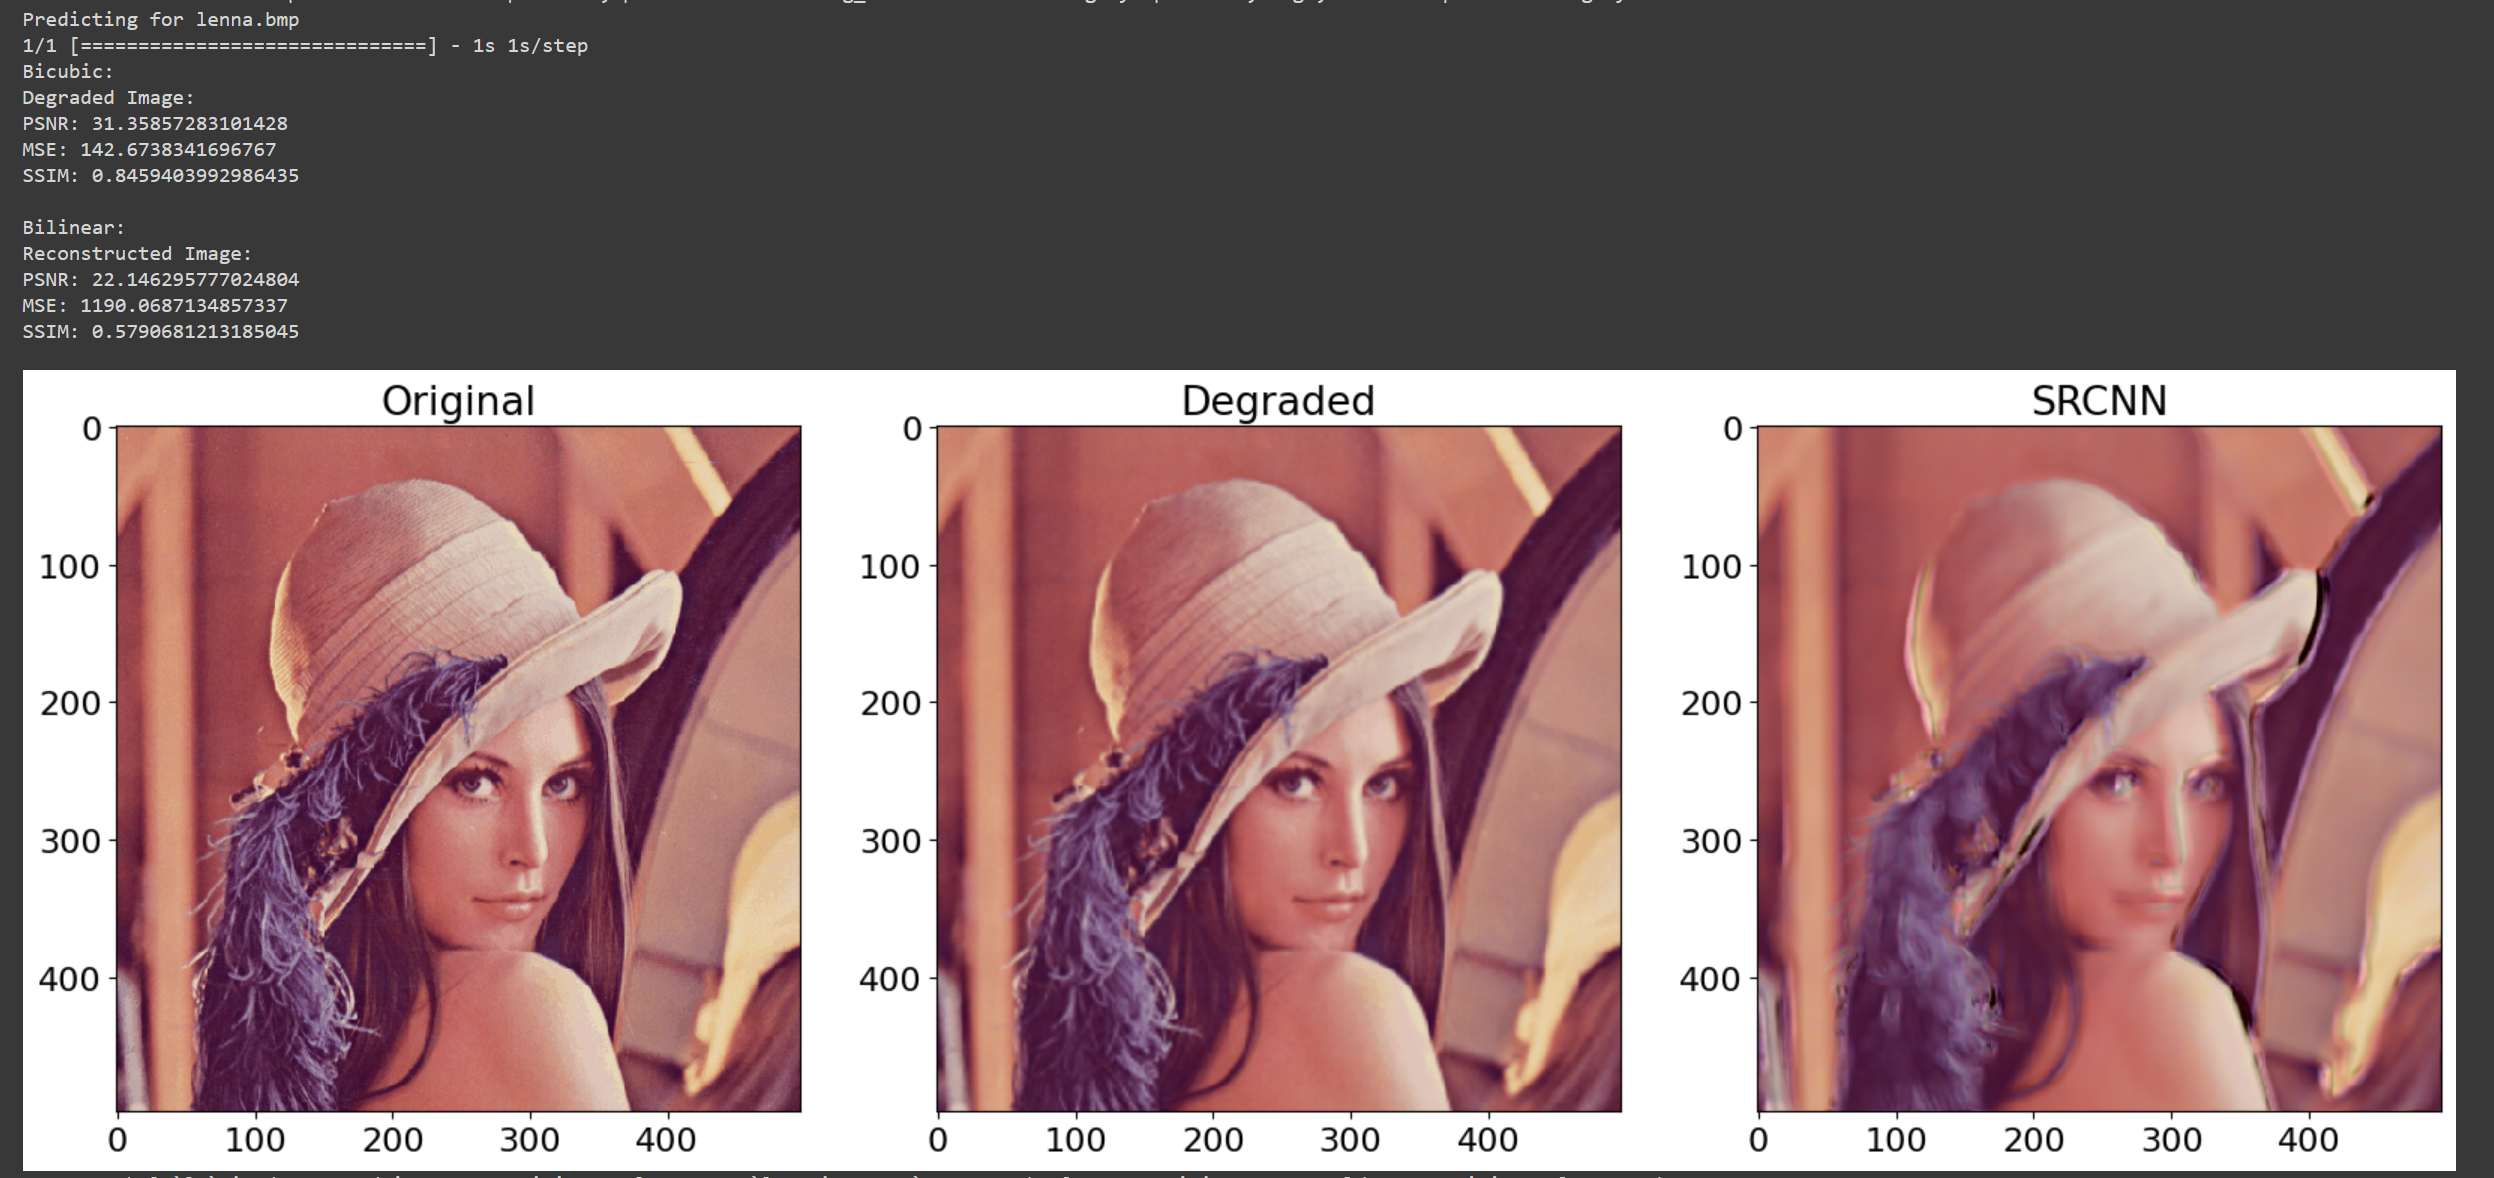 Predicting for lenna.bmp
1/1 [==============================] - 1s 1s/step
Bicubic:
Degraded Image:
PSNR: 31.35857283101428
MSE: 142.6738341696767
SSIM: 0.8459403992986435
Bilinear:
Reconstructed Image:
PSNR: 22.146295777024804
MSE: 1190.0687134857337
SSIM: 0.5790681213185045
Original Degraded SRCNN
0 0 0
100 100 100
200 200 200
300 300 300
400 400 400
0 100 200 300 400 0 100 200 300 400 0 100 200 300 400